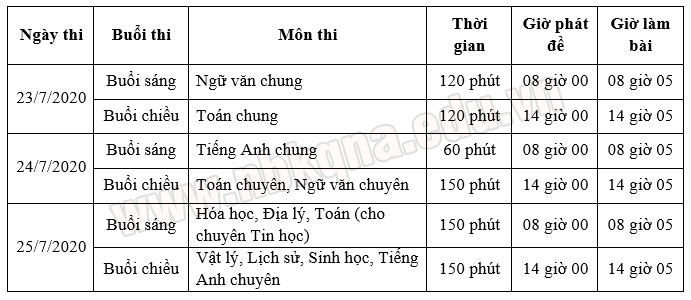 Ngày thi Buổi thi Môn thi Thời gian Giờ phát đề Giờ làm bài
23/7/2020 Buổi sáng Ngữ văn chung 120 phút 08 giờ 00 08 giờ 05
Buổi chiều Toán chung 120 phút 14 giờ 00 14 giờ 05
24/7/2020 Buổi sáng Tiếng Anh chung 60 phút 08 giờ 00 08 giờ 05
Buổi chiều Toán chuyên, Ngữ văn chuyên 150 phút 14 giờ 00 14 giờ 05
25/7/2020 Buổi sáng Hóa học, Địa lý, Toán (cho chuyên Tin học) 150 phút 08 giờ 00 08 giờ 05
Buổi chiều Vật lý, Lịch sử, Sinh học, Tiếng Anh chuyên 150 phút 14 giờ 00 14 giờ 05
www.nbkqna.edu.vn